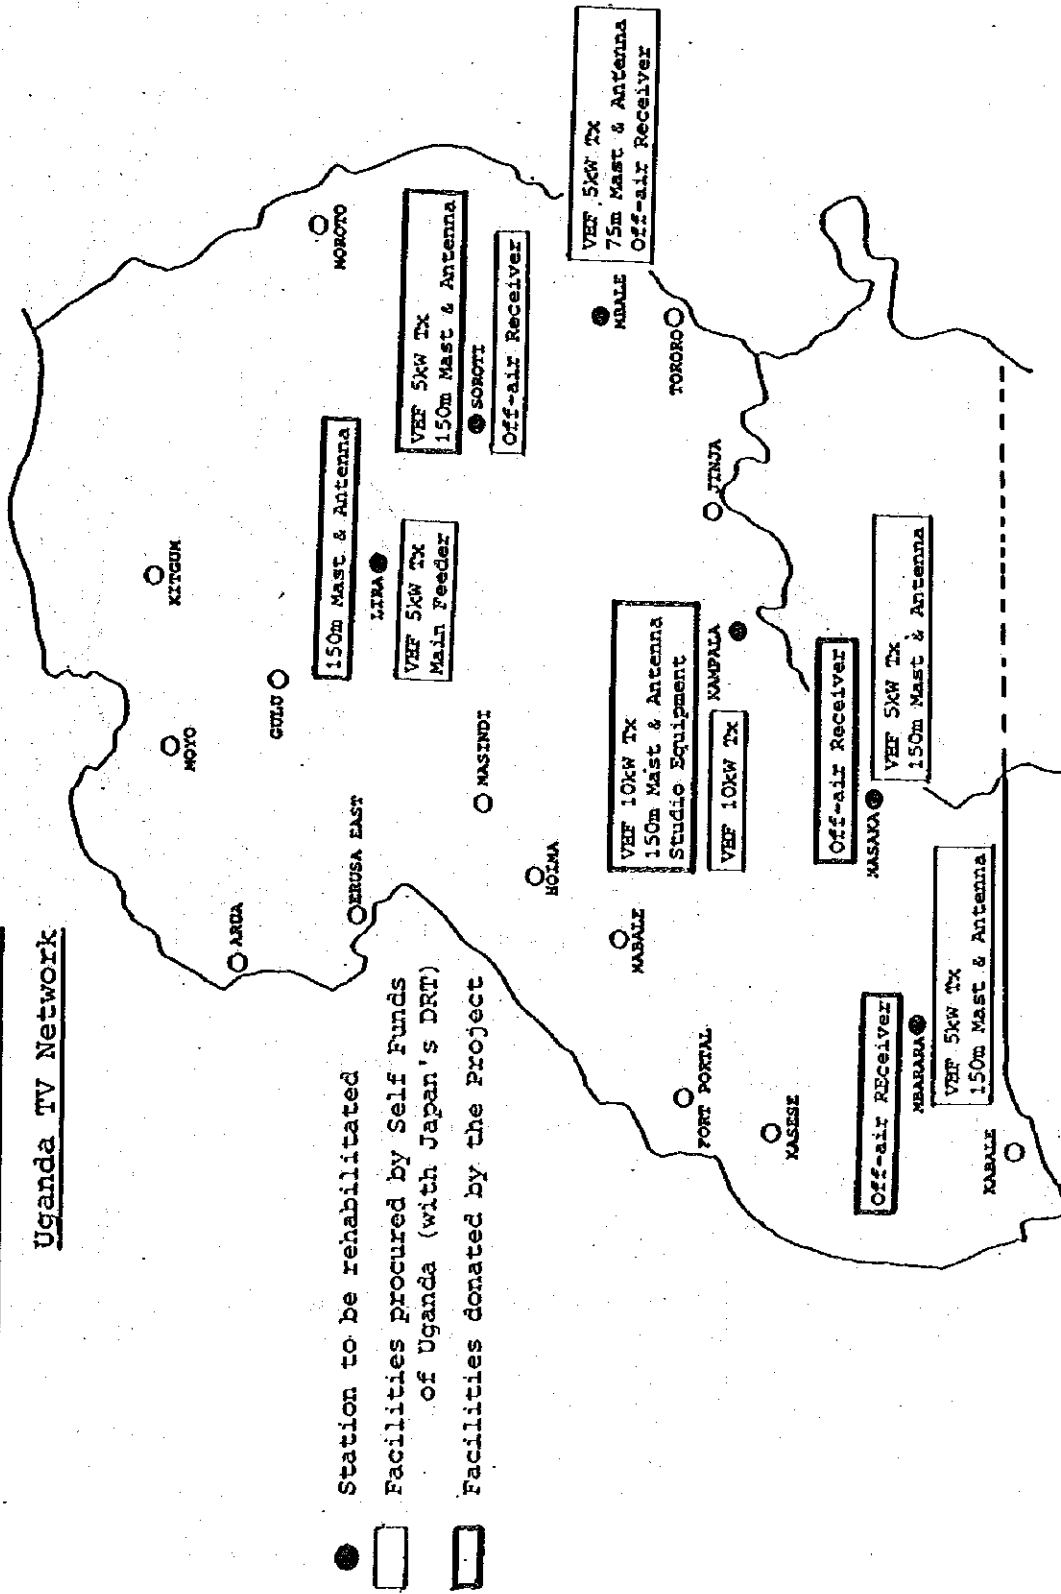 Uganda TV Network
Station to be rehabilitated
Facilities procured by Self Funds
of Uganda (with Japan's DRT)
Facilities donated by the Project
KITGUM
MOYO
ARUA
GULU
MOROTO
ERUSA EAST
150m Mast & Antenna
LIRA
VHF 5kW Tx
Main Feeder
VHF 5kW Tx
150m Mast & Antenna
SOROTI
Off-air Receiver
MASINDI
HOIMA
VHF 5kW Tx
75m Mast & Antenna
Off-air Receiver
MBALE
TORORO
MABALE
VHF 10kW Tx
150m Mast & Antenna
Studio Equipment
KAMPALA
VHF 10kW Tx
JINJA
FORT PORTAL
KASESE
Off-air Receiver
MASAKA
VHF 5kW Tx
150m Mast & Antenna
Off-air REceiver
MBARARA
VHF 5kW Tx
150m Mast & Antenna
KABALE